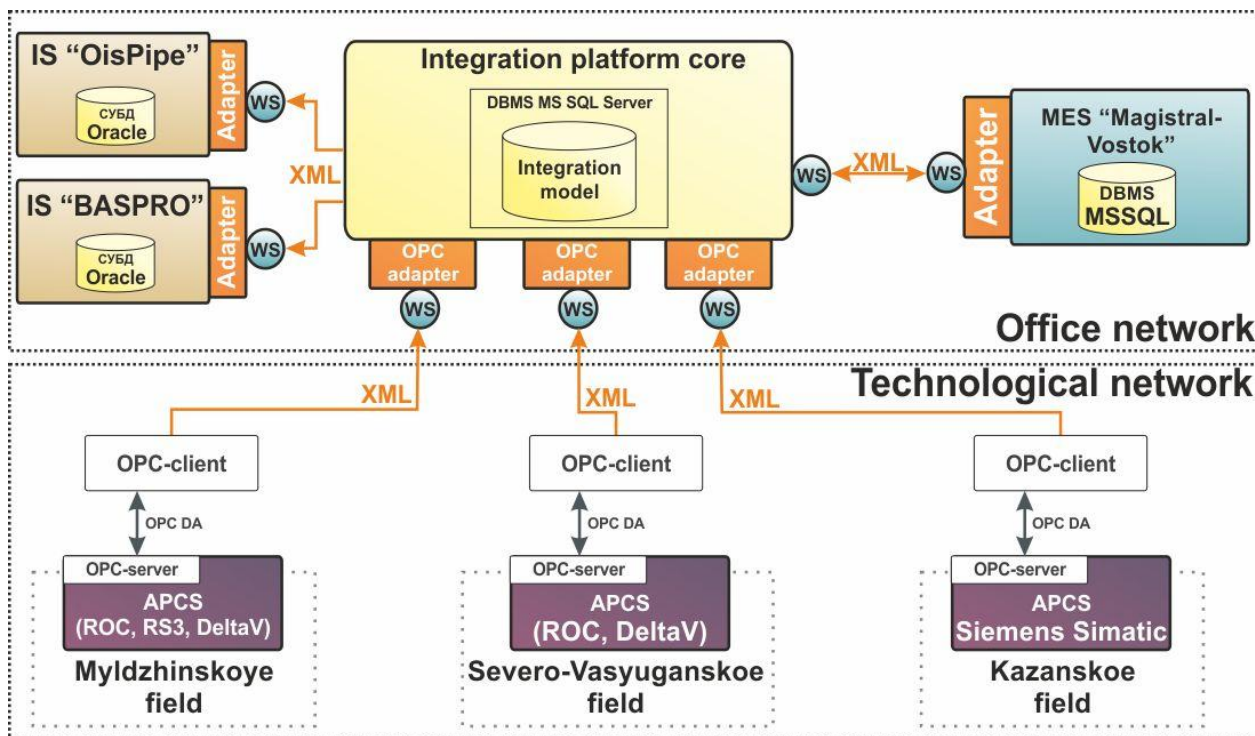 IS “OisPipe”
СУБД
Oracle
Adapter
WS
XML
IS “BASPRO”
СУБД
Oracle
Adapter
WS
Integration platform core
DBMS MS SQL Server
Integration
model
OPC
adapter
WS
OPC
adapter
WS
OPC
adapter
WS
WS
XML
WS
Adapter
MES “Magistral-
Vostok”
DBMS
MSSQL
Office network
Technological network
XML
XML
XML
OPC-client
OPC DA
OPC-server
APCS
(ROC, RS3, DeltaV)
Myldzhinskoye
field
OPC-client
OPC DA
OPC-server
APCS
(ROC, DeltaV)
Severo-Vasyuganskoe
field
OPC-client
OPC DA
OPC-server
APCS
Siemens Simatic
Kazanskoe
field